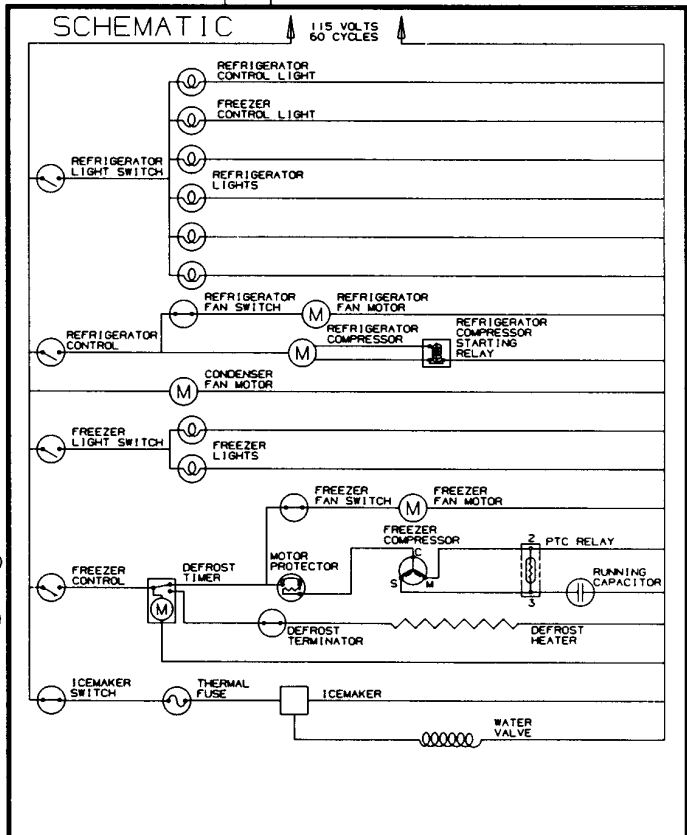 SCHEMATIC
115 VOLTS
60 CYCLES
REFRIGERATOR
CONTROL LIGHT
FREEZER
CONTROL LIGHT
REFRIGERATOR
LIGHT SWITCH
REFRIGERATOR
LIGHTS
REFRIGERATOR
FAN SWITCH
REFRIGERATOR
FAN MOTOR
M
REFRIGERATOR
CONTROL
REFRIGERATOR
COMPRESSOR
M
REFRIGERATOR
COMPRESSOR
STARTING
RELAY
CONDENSER
FAN MOTOR
M
FREEZER
LIGHT SWITCH
FREEZER
LIGHTS
FREEZER
FAN SWITCH
FREEZER
FAN MOTOR
M
FREEZER
COMPRESSOR
C
S
M
2
PTC RELAY
3
RUNNING
CAPACITOR
FREEZER
CONTROL
DEFROST
TIMER
M
MOTOR
PROTECTOR
DEFROST
TERMINATOR
DEFROST
HEATER
ICEMAKER
SWITCH
THERMAL
FUSE
ICEMAKER
WATER
VALVE